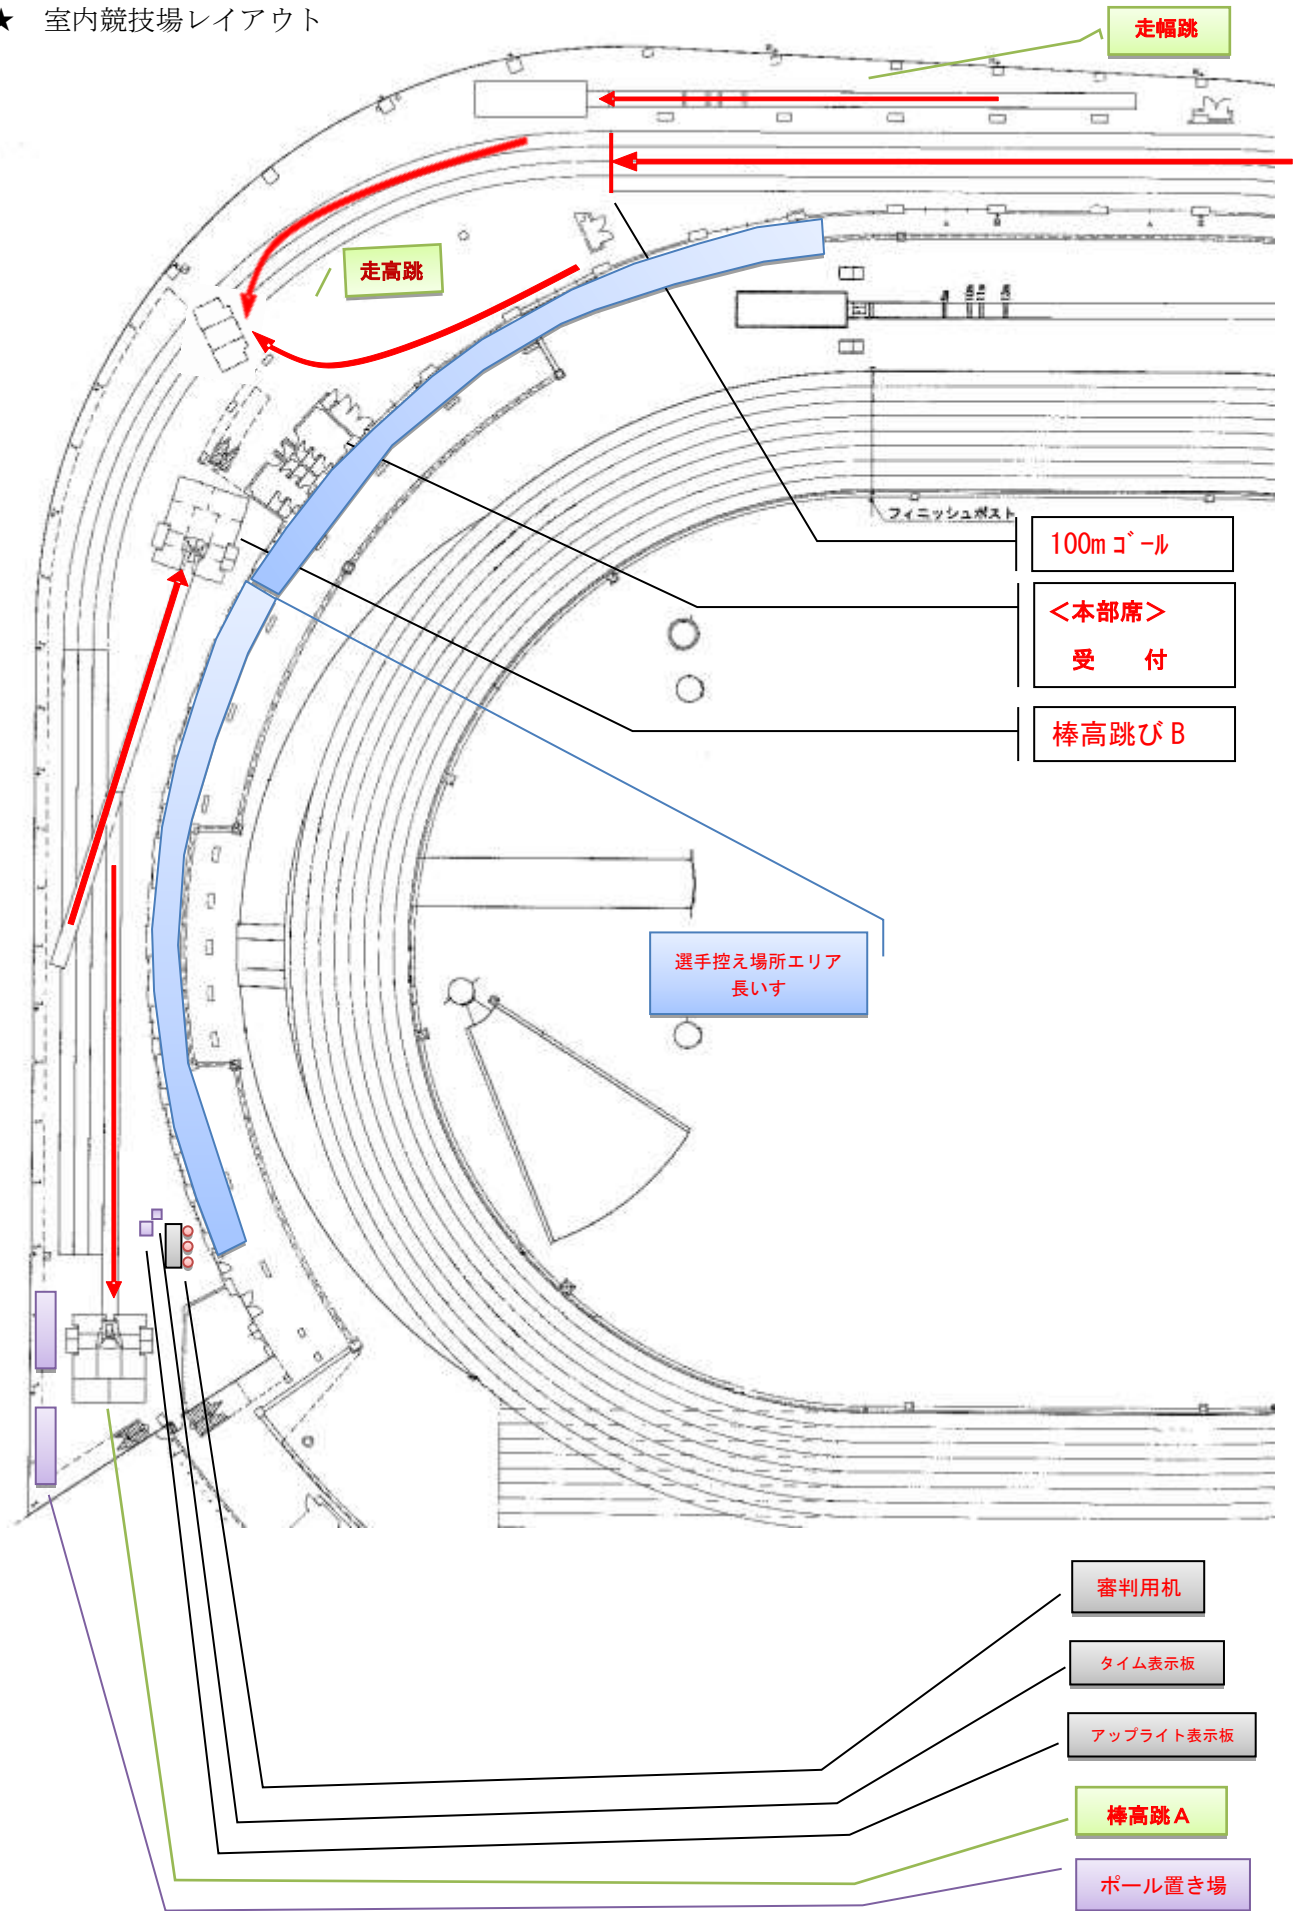 ★ 室内競技場レイアウト
走幅跳
走高跳
フィニッシュポスト
100mゴール
＜本部席＞
受　　付
棒高跳びB
選手控え場所エリア
長いす
審判用机
タイム表示板
アップライト表示板
棒高跳A
ポール置き場